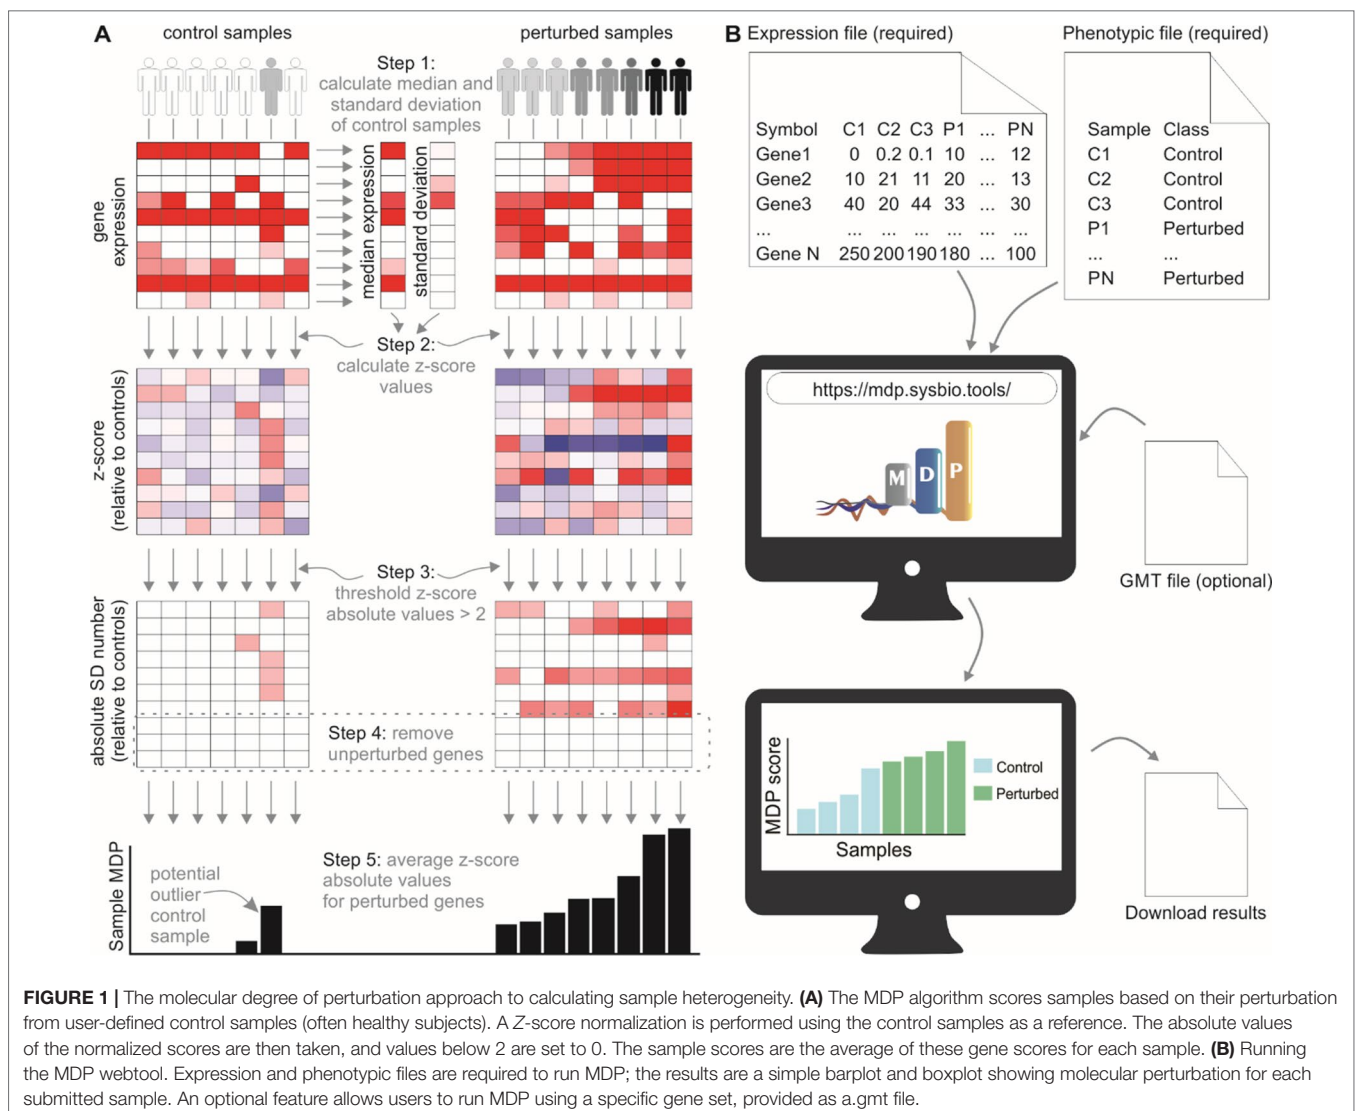 A
control samples
perturbed samples
Step 1:
calculate median and
standard deviation
of control samples
gene
expression
median expression
standard deviation
Step 2:
calculate z-score
values
z-score
(relative to controls)
Step 3:
threshold z-score
absolute values > 2
absolute SD number
(relative to controls)
Step 4: remove
unperturbed genes
Sample MDP
potential
outlier
control
sample
Step 5: average z-score
absolute values
for perturbed genes
B Expression file (required)
Symbol C1 C2 C3 P1 ... PN
Gene1 0 0.2 0.1 10 ... 12
Gene2 10 21 11 20 ... 13
Gene3 40 20 44 33 ... 30
... ... ... ... ... ... ...
Gene N 250 200 190 180 ... 100
Phenotypic file (required)
Sample Class
C1 Control
C2 Control
C3 Control
P1 Perturbed
... ...
PN Perturbed
https://mdp.sysbio.tools/
M D P
GMT file (optional)
MDP score
Samples
Control
Perturbed
Download results
FIGURE 1 | The molecular degree of perturbation approach to calculating sample heterogeneity. (A) The MDP algorithm scores samples based on their perturbation
from user-defined control samples (often healthy subjects). A Z-score normalization is performed using the control samples as a reference. The absolute values
of the normalized scores are then taken, and values below 2 are set to 0. The sample scores are the average of these gene scores for each sample. (B) Running
the MDP webtool. Expression and phenotypic files are required to run MDP; the results are a simple barplot and boxplot showing molecular perturbation for each
submitted sample. An optional feature allows users to run MDP using a specific gene set, provided as a.gmt file.